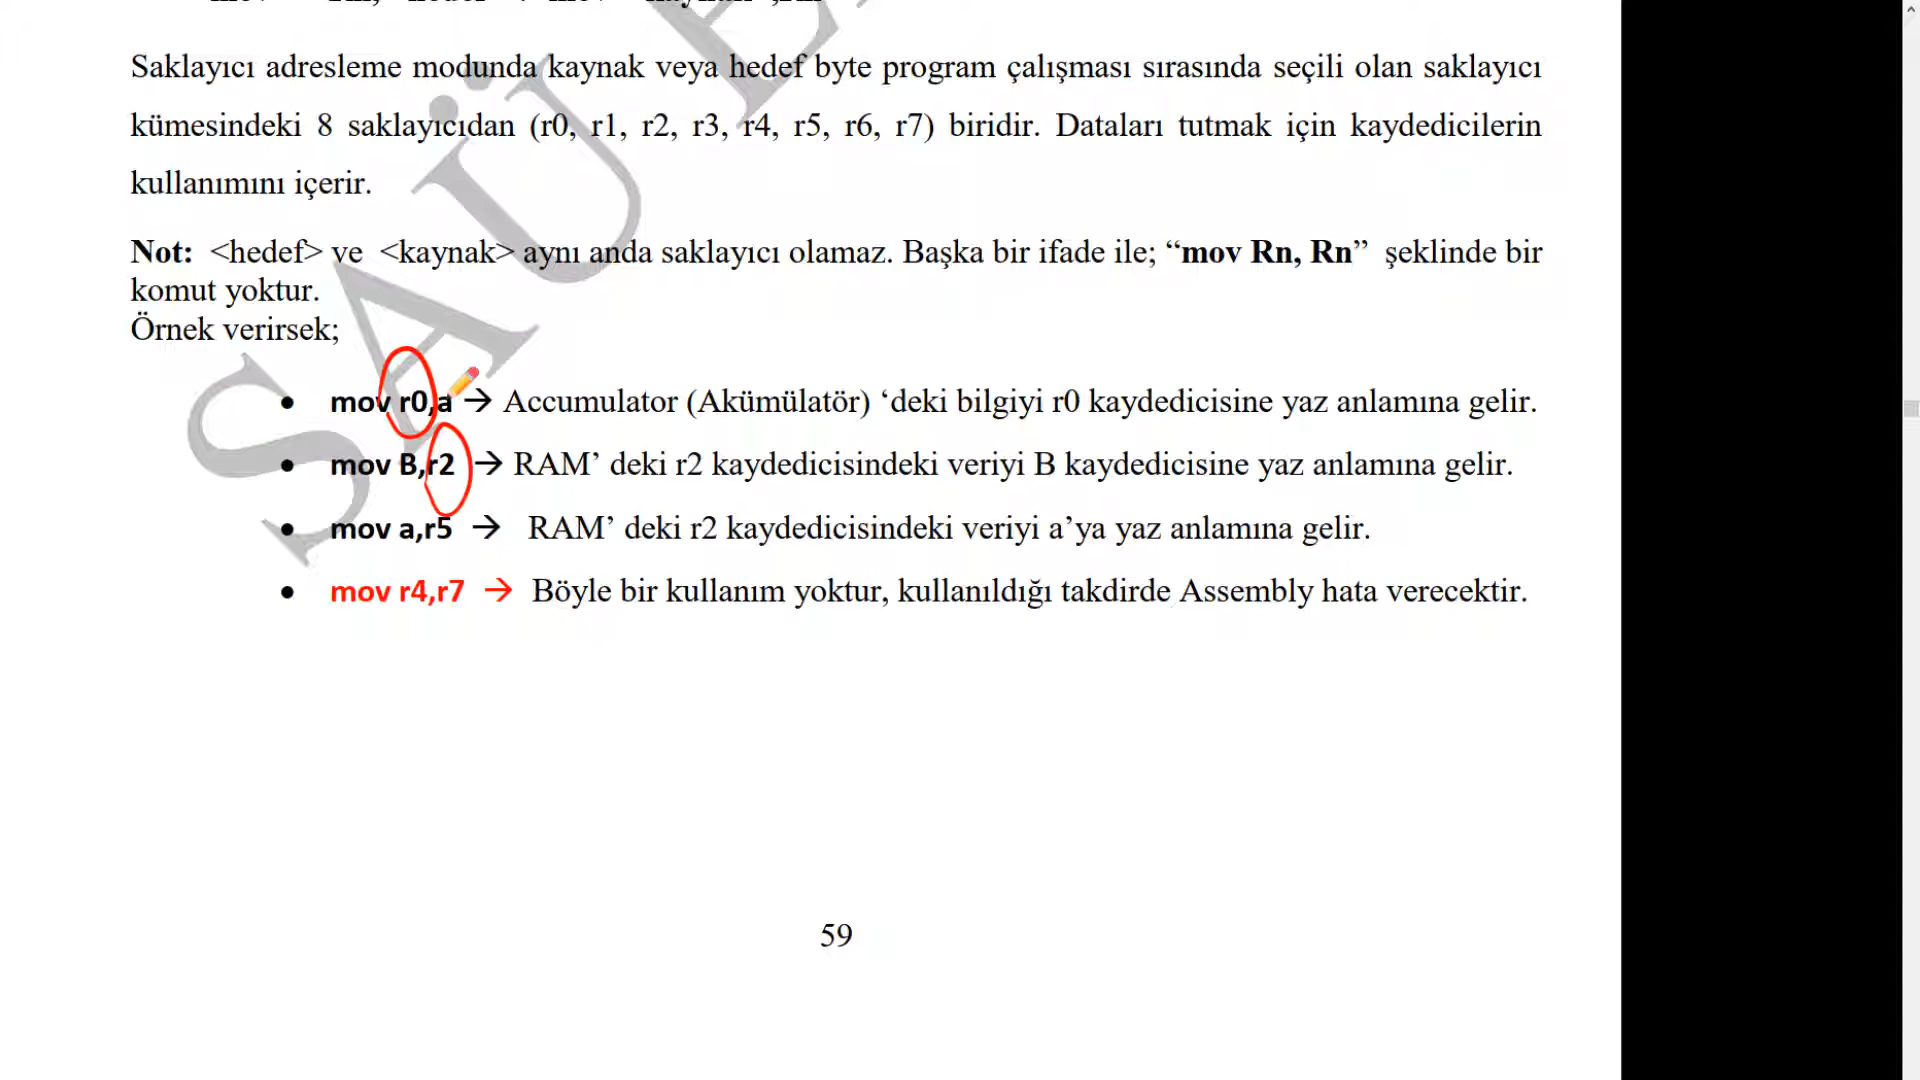 Saklayıcı adresleme modunda kaynak veya hedef byte program çalışması sırasında seçili olan saklayıcı
kümesindeki 8 saklayıcıdan (r0, r1, r2, r3, r4, r5, r6, r7) biridir. Dataları tutmak için kaydedicilerin
kullanımını içerir.
Not: <hedef> ve <kaynak> aynı anda saklayıcı olamaz. Başka bir ifade ile; “mov Rn, Rn” şeklinde bir
komut yoktur.
Örnek verirsek;
• mov r0,a → Accumulator (Akümülatör) ‘deki bilgiyi r0 kaydedicisine yaz anlamına gelir.
• mov B,r2 → RAM’ deki r2 kaydedicisindeki veriyi B kaydedicisine yaz anlamına gelir.
• mov a,r5 → RAM’ deki r2 kaydedicisindeki veriyi a’ya yaz anlamına gelir.
• mov r4,r7 → Böyle bir kullanım yoktur, kullanıldığı takdirde Assembly hata verecektir.
59
SAÜ